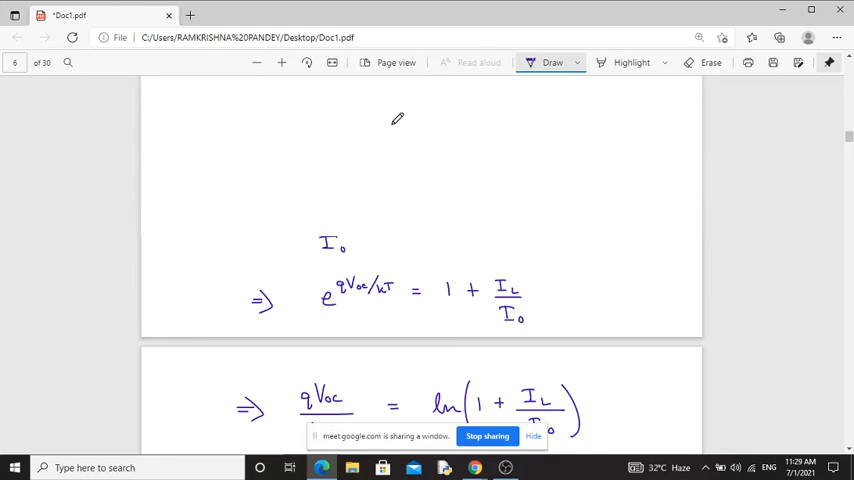 *Doc1.pdf
File C:/Users/RAMKRISHNA%20PANDEY/Desktop/Doc1.pdf
6 of 30 Page view Read aloud Draw Highlight Erase
I₀
⇒ e^(qVoc/kT) = 1 + I_L/I₀
⇒ qVoc/ = ln(1 + I_L/I₀)
meet.google.com is sharing a window. Stop sharing Hide
Type here to search 32°C Haze ENG 11:29 AM 7/1/2021